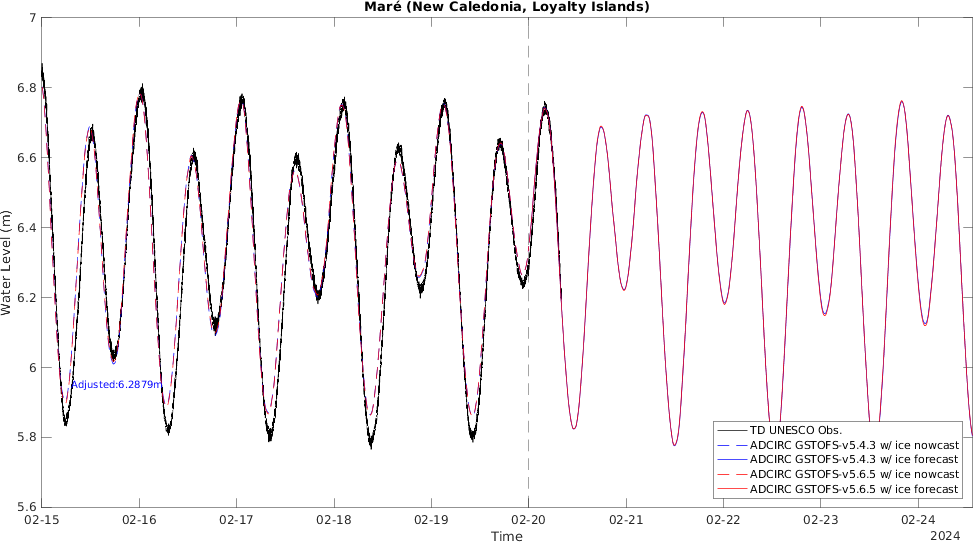 Maré (New Caledonia, Loyalty Islands)
7
6.8
6.6
6.4
6.2
6
5.8
5.6
Water Level (m)
Adjusted:6.2879m
TD UNESCO Obs.
ADCIRC GSTOFS-v5.4.3 w/ ice nowcast
ADCIRC GSTOFS-v5.4.3 w/ ice forecast
ADCIRC GSTOFS-v5.6.5 w/ ice nowcast
ADCIRC GSTOFS-v5.6.5 w/ ice forecast
02-15 02-16 02-17 02-18 02-19 02-20 02-21 02-22 02-23 02-24
Time
2024